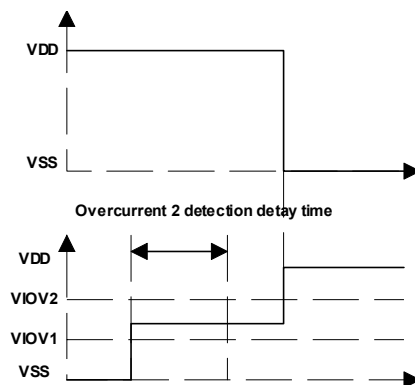 VDD
VSS
Overcurrent 2 detection detay time
VDD
VIOV2
VIOV1
VSS